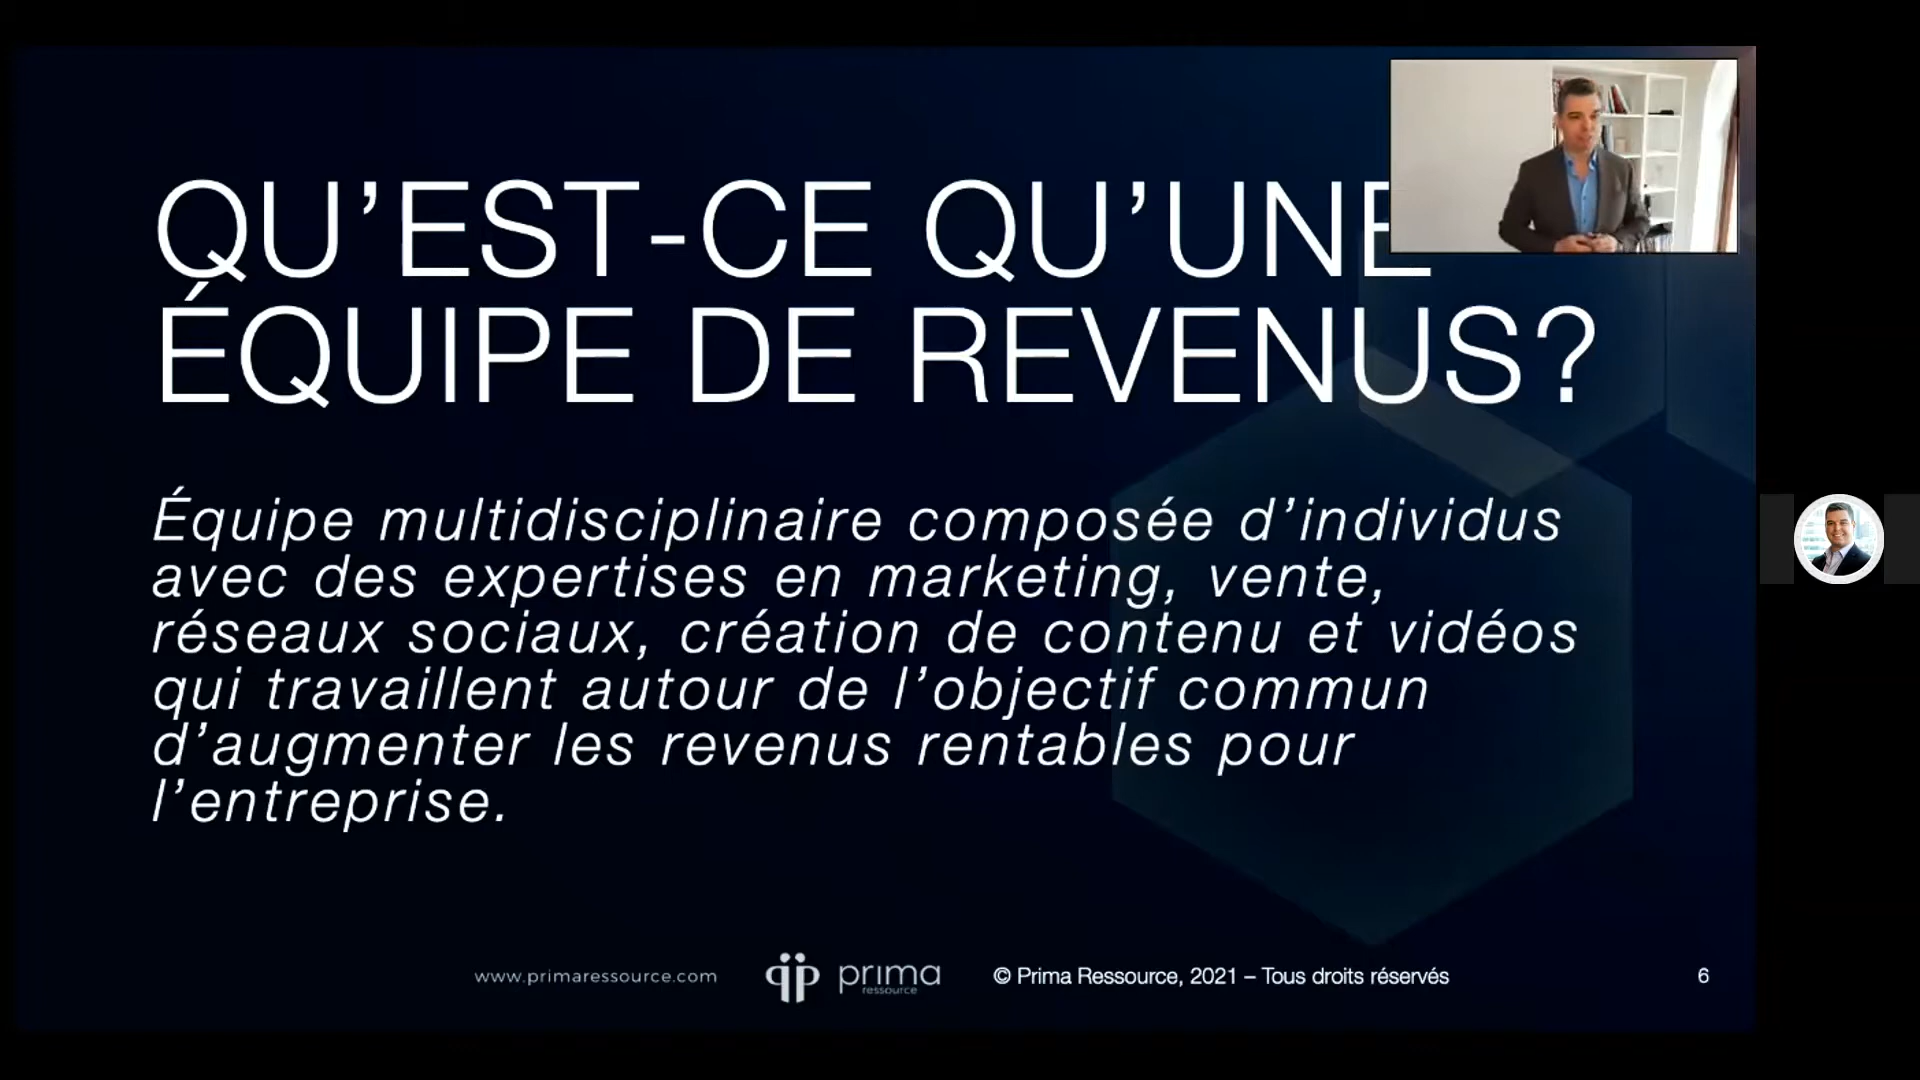 QU’EST-CE QU’UNE
ÉQUIPE DE REVENUS?
Équipe multidisciplinaire composée d’individus
avec des expertises en marketing, vente,
réseaux sociaux, création de contenu et vidéos
qui travaillent autour de l’objectif commun
d’augmenter les revenus rentables pour
l’entreprise.
www.primaressource.com
prima
ressource
© Prima Ressource, 2021 – Tous droits réservés
6